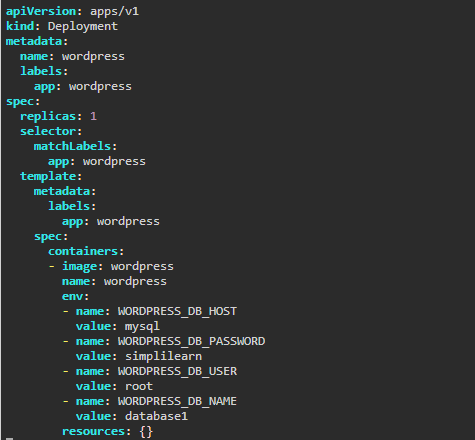 apiVersion: apps/v1
kind: Deployment
metadata:
  name: wordpress
  labels:
    app: wordpress
spec:
  replicas: 1
  selector:
    matchLabels:
      app: wordpress
  template:
    metadata:
      labels:
        app: wordpress
    spec:
      containers:
      - image: wordpress
        name: wordpress
        env:
        - name: WORDPRESS_DB_HOST
          value: mysql
        - name: WORDPRESS_DB_PASSWORD
          value: simplilearn
        - name: WORDPRESS_DB_USER
          value: root
        - name: WORDPRESS_DB_NAME
          value: database1
        resources: {}